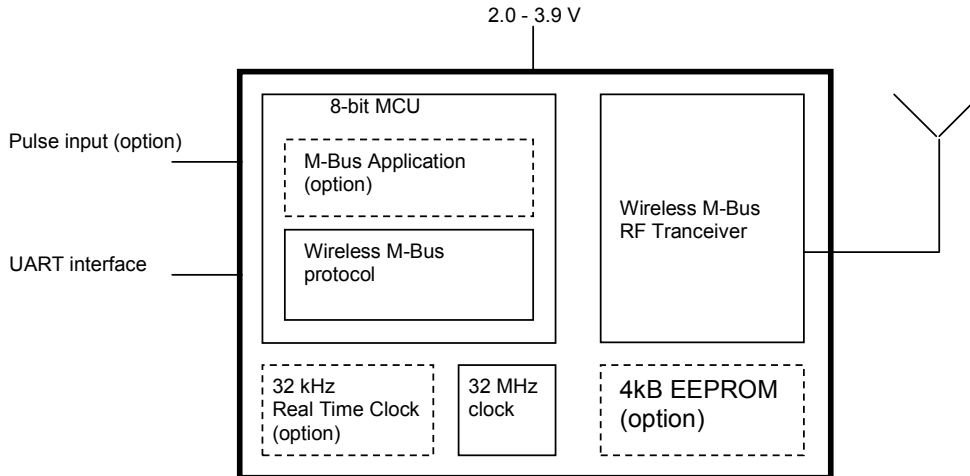 2.0 - 3.9 V
8-bit MCU
Pulse input (option)
M-Bus Application
(option)
Wireless M-Bus
RF Tranceiver
UART interface
Wireless M-Bus
protocol
32 kHz
Real Time Clock
(option)
32 MHz
clock
4kB EEPROM
(option)